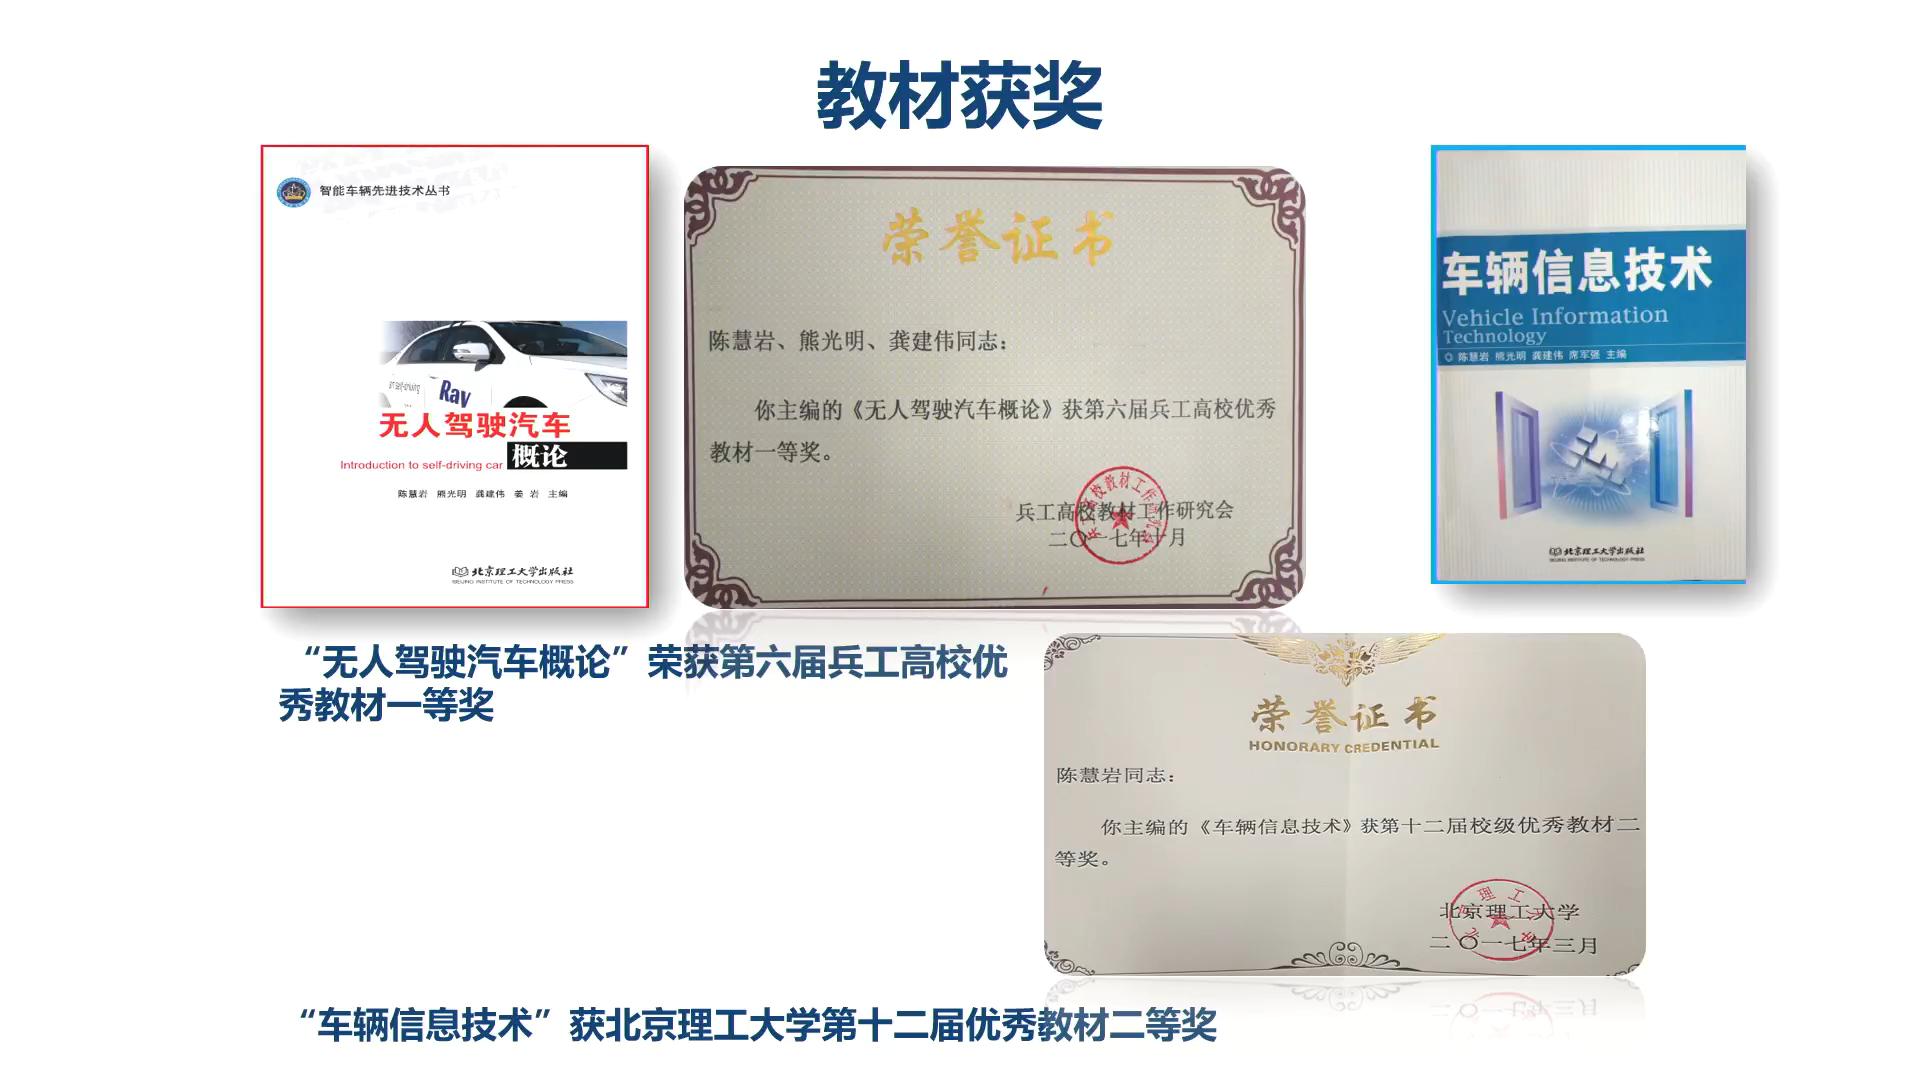 教材获奖
智能车辆先进技术丛书
Rav
无人驾驶汽车
概论
Introduction to self-driving car
陈慧岩 熊光明 龚建伟 姜岩 主编
北京理工大学出版社
BEIJING INSTITUTE OF TECHNOLOGY PRESS
荣誉证书
陈慧岩、熊光明、龚建伟同志：
你主编的《无人驾驶汽车概论》获第六届兵工高校优秀
教材一等奖。
兵工高校教材工作研究会
二〇一七年十月
车辆信息技术
Vehicle Information
Technology
陈慧岩 熊光明 龚建伟 席军强 主编
北京理工大学出版社
BEIJING INSTITUTE OF TECHNOLOGY PRESS
“无人驾驶汽车概论”荣获第六届兵工高校优
秀教材一等奖
荣誉证书
HONORARY CREDENTIAL
陈慧岩同志：
你主编的《车辆信息技术》获第十二届校级优秀教材二
等奖。
北京理工大学
二〇一七年三月
“车辆信息技术”获北京理工大学第十二届优秀教材二等奖